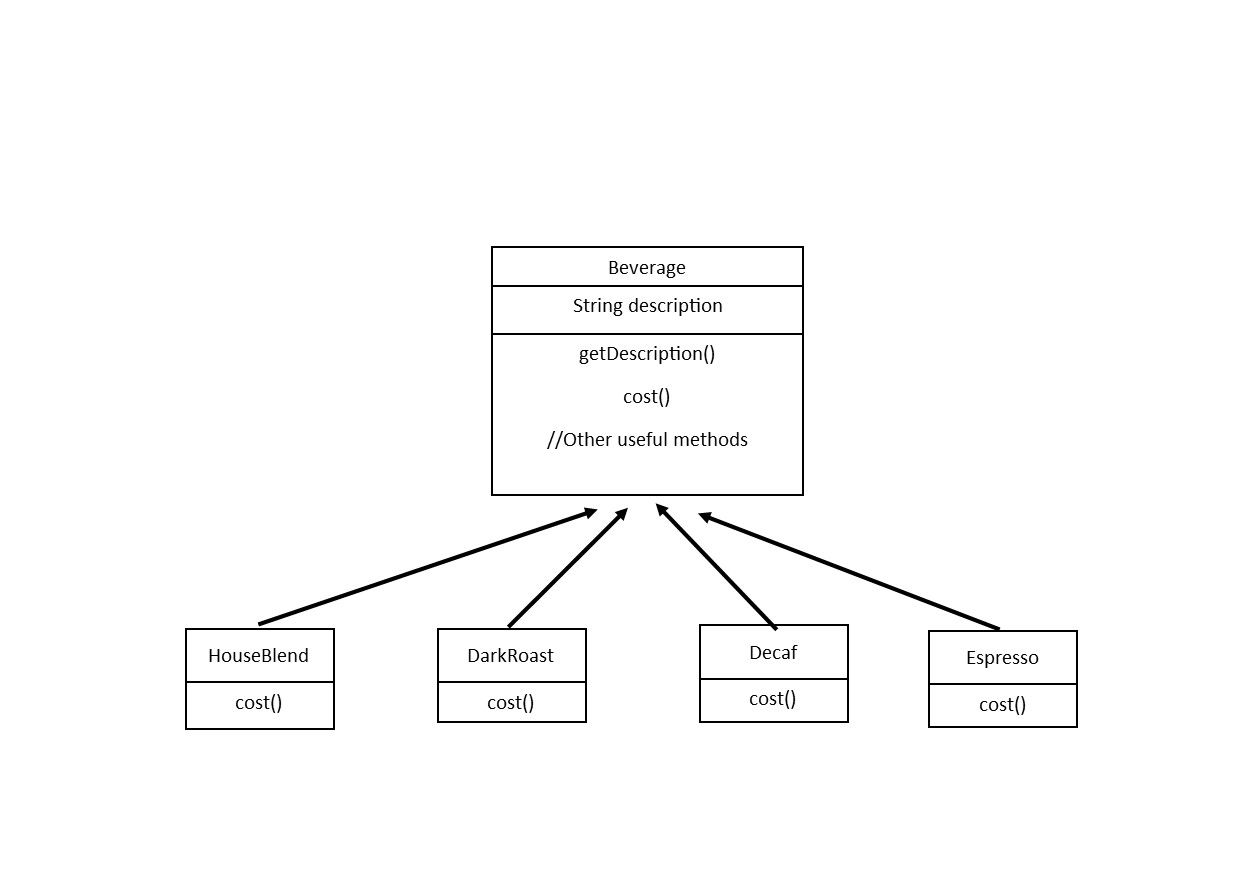 Beverage
String description
getDescription()
cost()
//Other useful methods
HouseBlend
cost()
DarkRoast
cost()
Decaf
cost()
Espresso
cost()